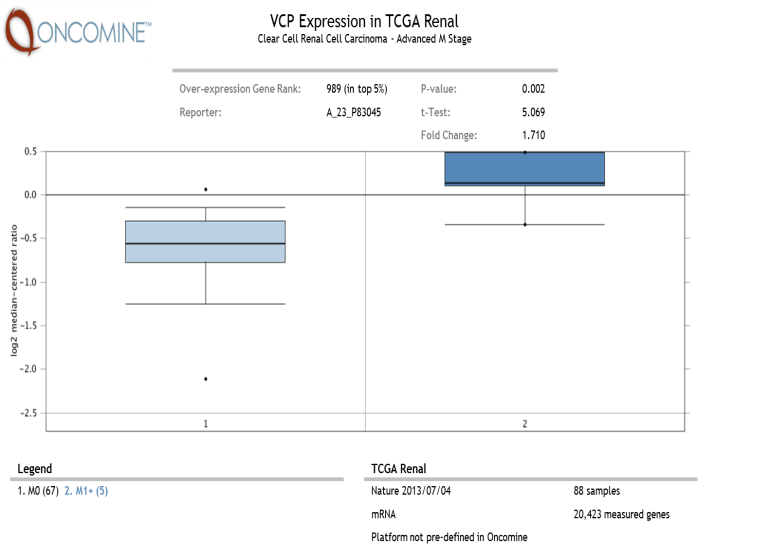 ONCOMINE™
VCP Expression in TCGA Renal
Clear Cell Renal Cell Carcinoma - Advanced M Stage
Over-expression Gene Rank: 989 (in top 5%) P-value: 0.002
Reporter: A_23_P83045 t-Test: 5.069
Fold Change: 1.710
log2 median-centered ratio
0.5
0.0
-0.5
-1.0
-1.5
-2.0
-2.5
1 2
Legend
1. M0 (67) 2. M1+ (5)
TCGA Renal
Nature 2013/07/04 88 samples
mRNA 20,423 measured genes
Platform not pre-defined in Oncomine